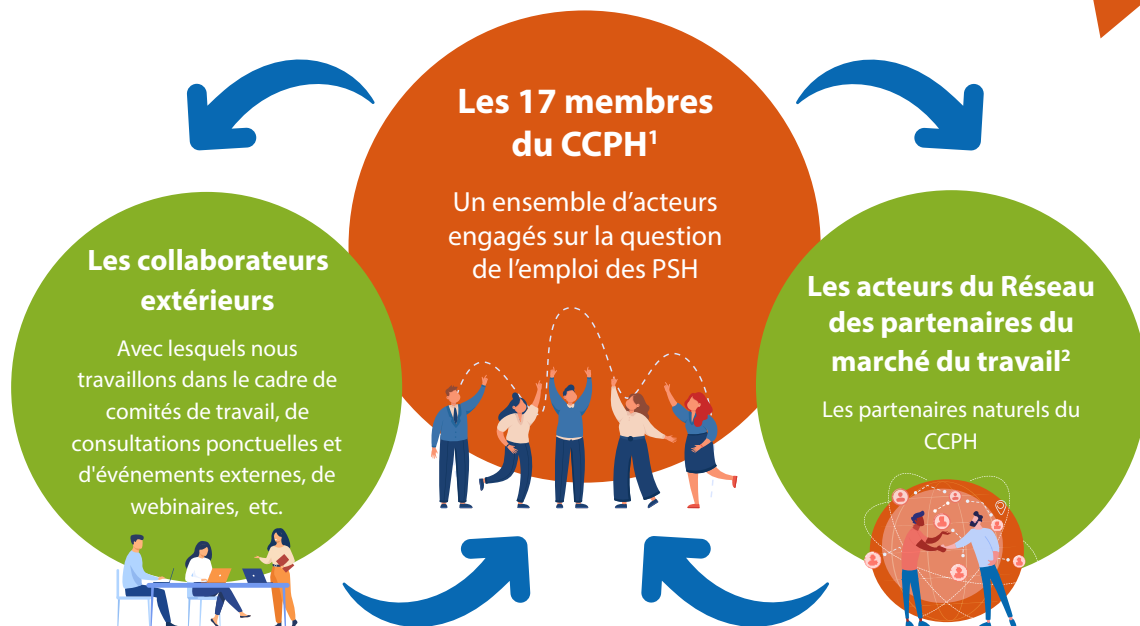 Les 17 membres
du CCPH¹
Un ensemble d'acteurs
engagés sur la question
de l'emploi des PSH
Les collaborateurs
extérieurs
Avec lesquels nous
travaillons dans le cadre de
comités de travail, de
consultations ponctuelles et
d'événements externes, de
webinaires, etc.
Les acteurs du Réseau
des partenaires du
marché du travail²
Les partenaires naturels du
CCPH